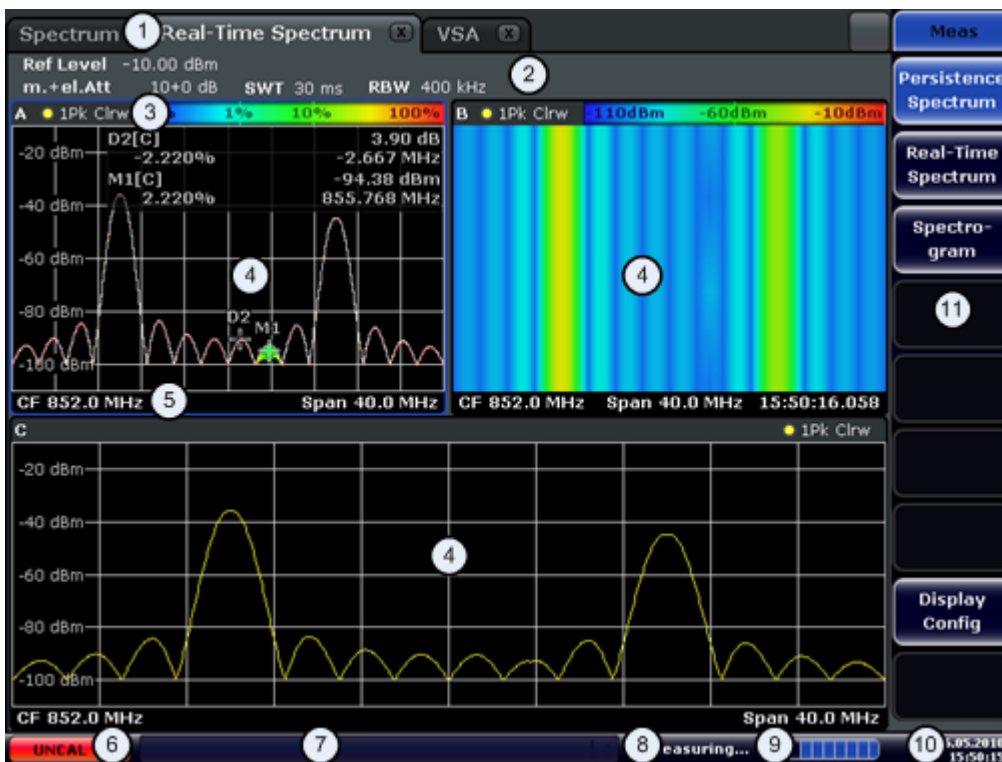 Spectrum 1 Real-Time Spectrum x VSA x
Meas
Ref Level -10.00 dBm
m.+el.Att 10+0 dB SWT 30 ms RBW 400 kHz
2
Persistence
Spectrum
A 1Pk Clrw 3 1% 10% 100%
D2[C] 3.90 dB
-2.220% -2.667 MHz
M1[C] -94.38 dBm
2.220% 855.768 MHz
-20 dBm
-40 dBm
-60 dBm
-80 dBm
-100 dBm
4
D2
M1
CF 852.0 MHz 5 Span 40.0 MHz
B 1Pk Clrw -110dBm -60dBm -10dBm
4
CF 852.0 MHz Span 40.0 MHz 15:50:16.058
Real-Time
Spectrum
Spectro-
gram
11
C 1Pk Clrw
-20 dBm
-40 dBm
-60 dBm
-80 dBm
-100 dBm
4
CF 852.0 MHz Span 40.0 MHz
Display
Config
UNCAL 6 7 8 easuring... 9 10 5.05.2010
15:50:15